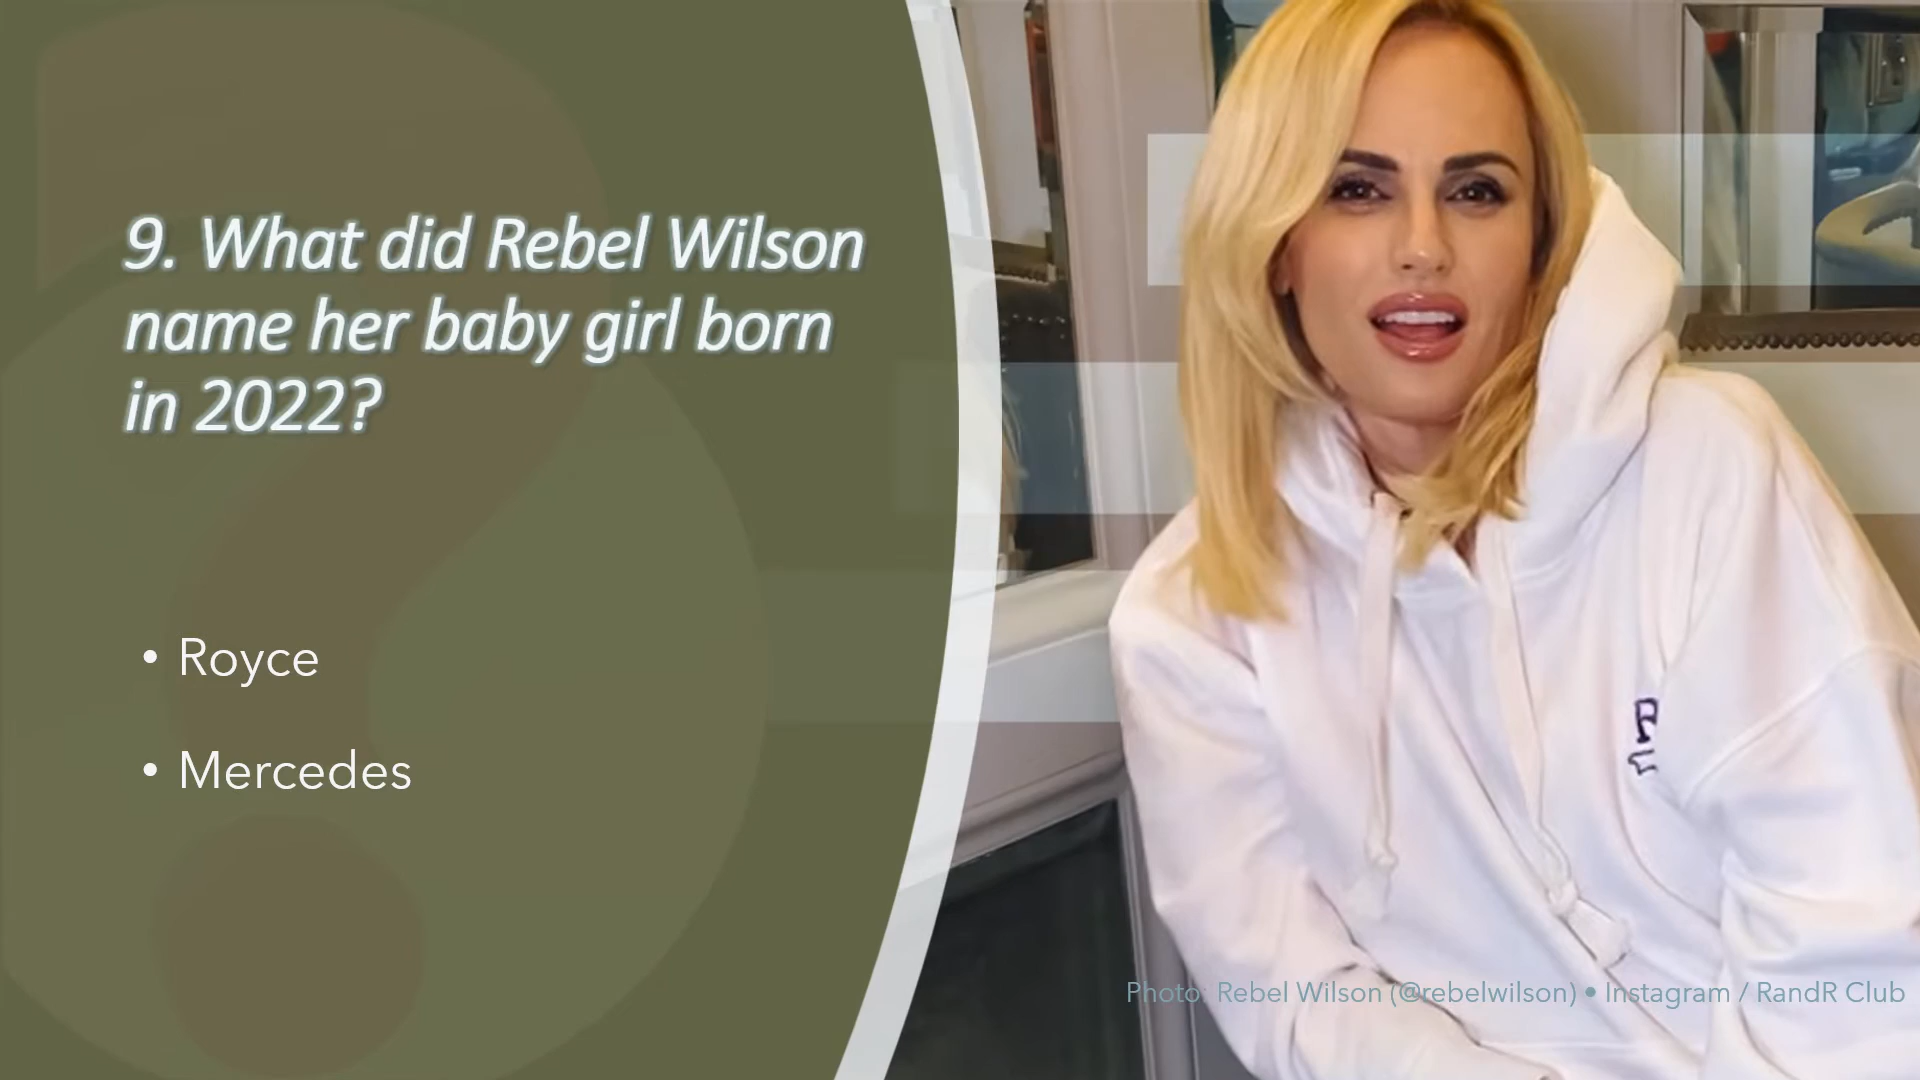 9. What did Rebel Wilson
name her baby girl born
in 2022?
• Royce
• Mercedes
R
Photo: Rebel Wilson (@rebelwilson) • Instagram / RandR Club